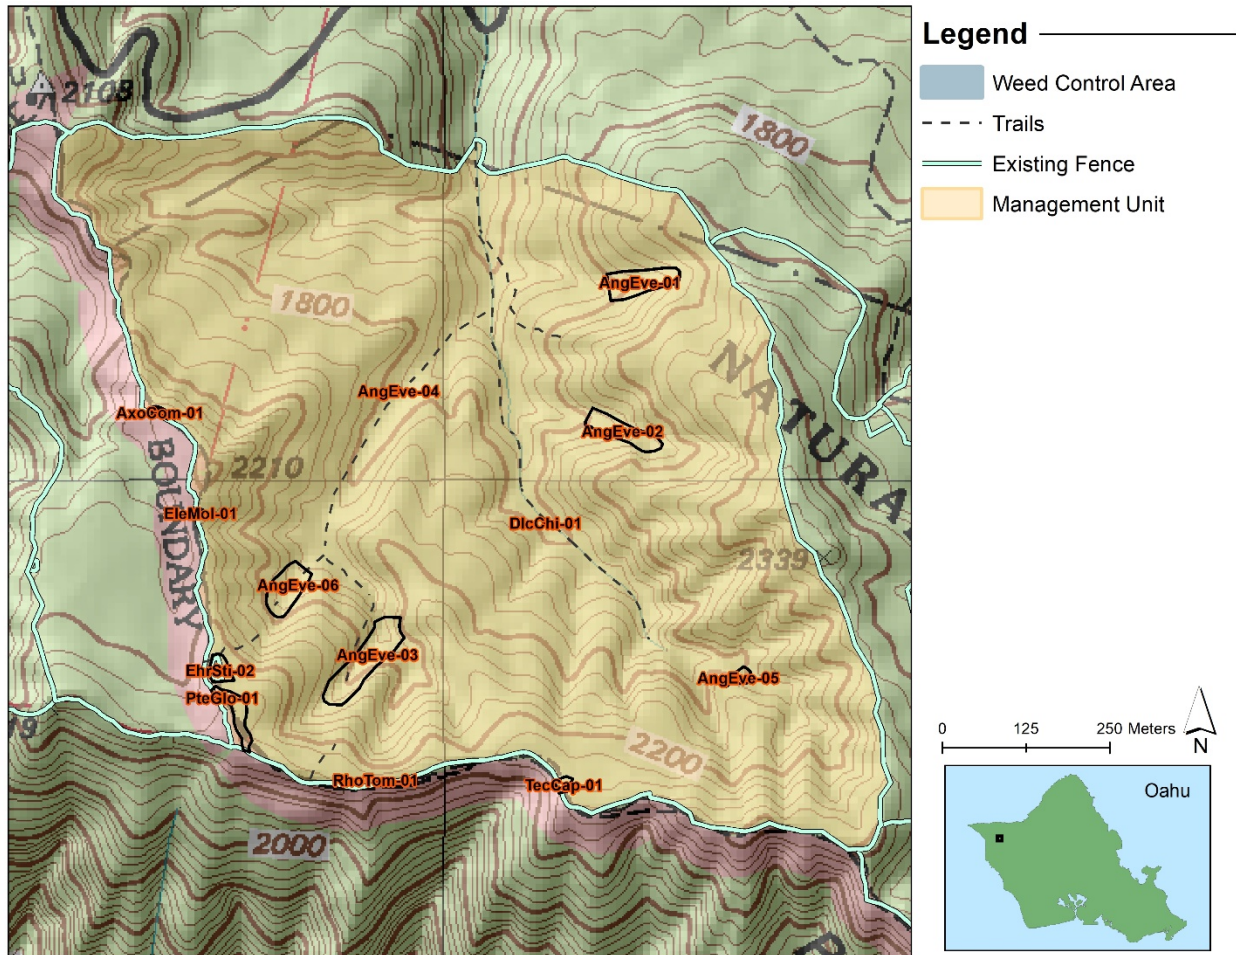 Legend
Weed Control Area
Trails
Existing Fence
Management Unit
2108
1800
1800
AngEve-01
NATURA
AngEve-04
AxoCom-01
AngEve-02
BOUNDARY
2210
EleMol-01
DicChi-01
2339
AngEve-06
AngEve-03
EhrSti-02
AngEve-05
PteGlo-01
19
2200
RhoTom-01
TecCap-01
2000
0 125 250 Meters
N
Oahu